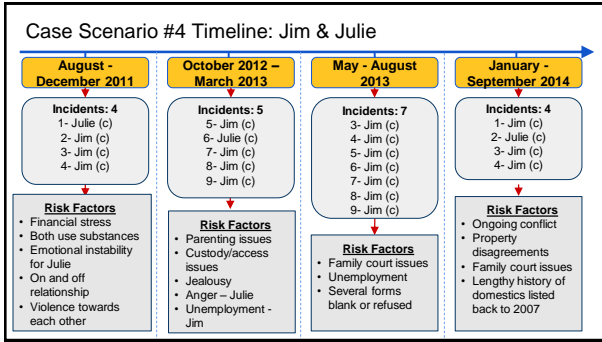 Case Scenario #4 Timeline: Jim & Julie
August -
December 2011
Incidents: 4
1- Julie (c)
2- Jim (c)
3- Jim (c)
4- Jim (c)
Risk Factors
• Financial stress
• Both use substances
• Emotional instability
for Julie
• On and off
relationship
• Violence towards
each other
October 2012 –
March 2013
Incidents: 5
5- Jim (c)
6- Julie (c)
7- Jim (c)
8- Jim (c)
9- Jim (c)
Risk Factors
• Parenting issues
• Custody/access
issues
• Jealousy
• Anger – Julie
• Unemployment -
Jim
May - August
2013
Incidents: 7
3- Jim (c)
4- Jim (c)
5- Jim (c)
6- Jim (c)
7- Jim (c)
8- Jim (c)
9- Jim (c)
Risk Factors
• Family court issues
• Unemployment
• Several forms
blank or refused
January -
September 2014
Incidents: 4
1- Jim (c)
2- Julie (c)
3- Jim (c)
4- Jim (c)
Risk Factors
• Ongoing conflict
• Property
disagreements
• Family court issues
• Lengthy history of
domestics listed
back to 2007